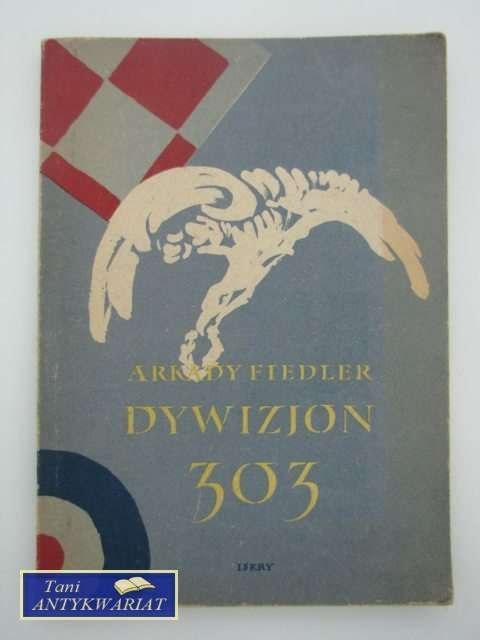 ARKADY FIEDLER
DYWIZJON
303
ISKRY
Tani
ANTYKWARIAT